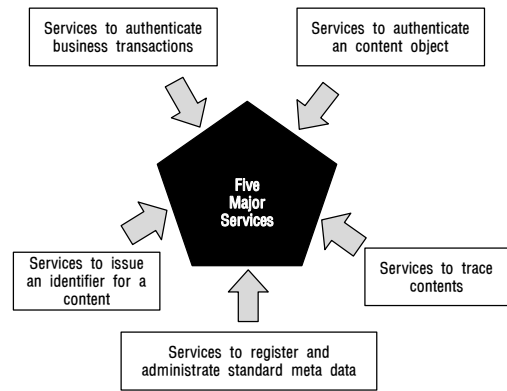 Services to authenticate
business transactions
Services to authenticate
an content object
Five
Major
Services
Services to issue
an identifier for a
content
Services to trace
contents
Services to register and
administrate standard meta data